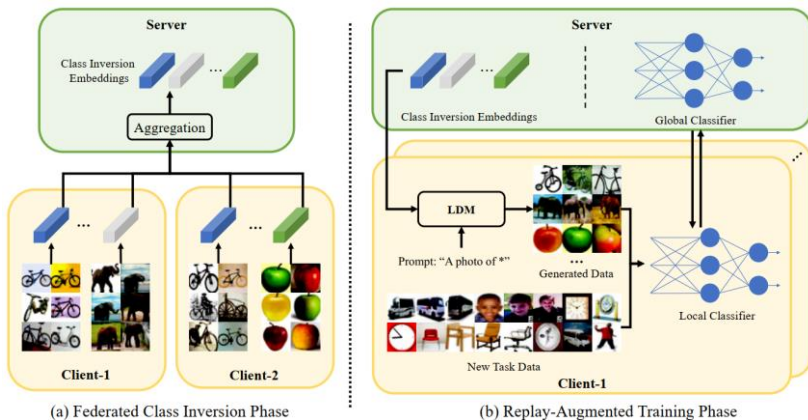 Server
Class Inversion
Embeddings
...
Aggregation
...
...
Client-1
Client-2
(a) Federated Class Inversion Phase
Server
...
Class Inversion Embeddings
Global Classifier
...
LDM
Prompt: “A photo of *”
...
Generated Data
Local Classifier
New Task Data
Client-1
(b) Replay-Augmented Training Phase